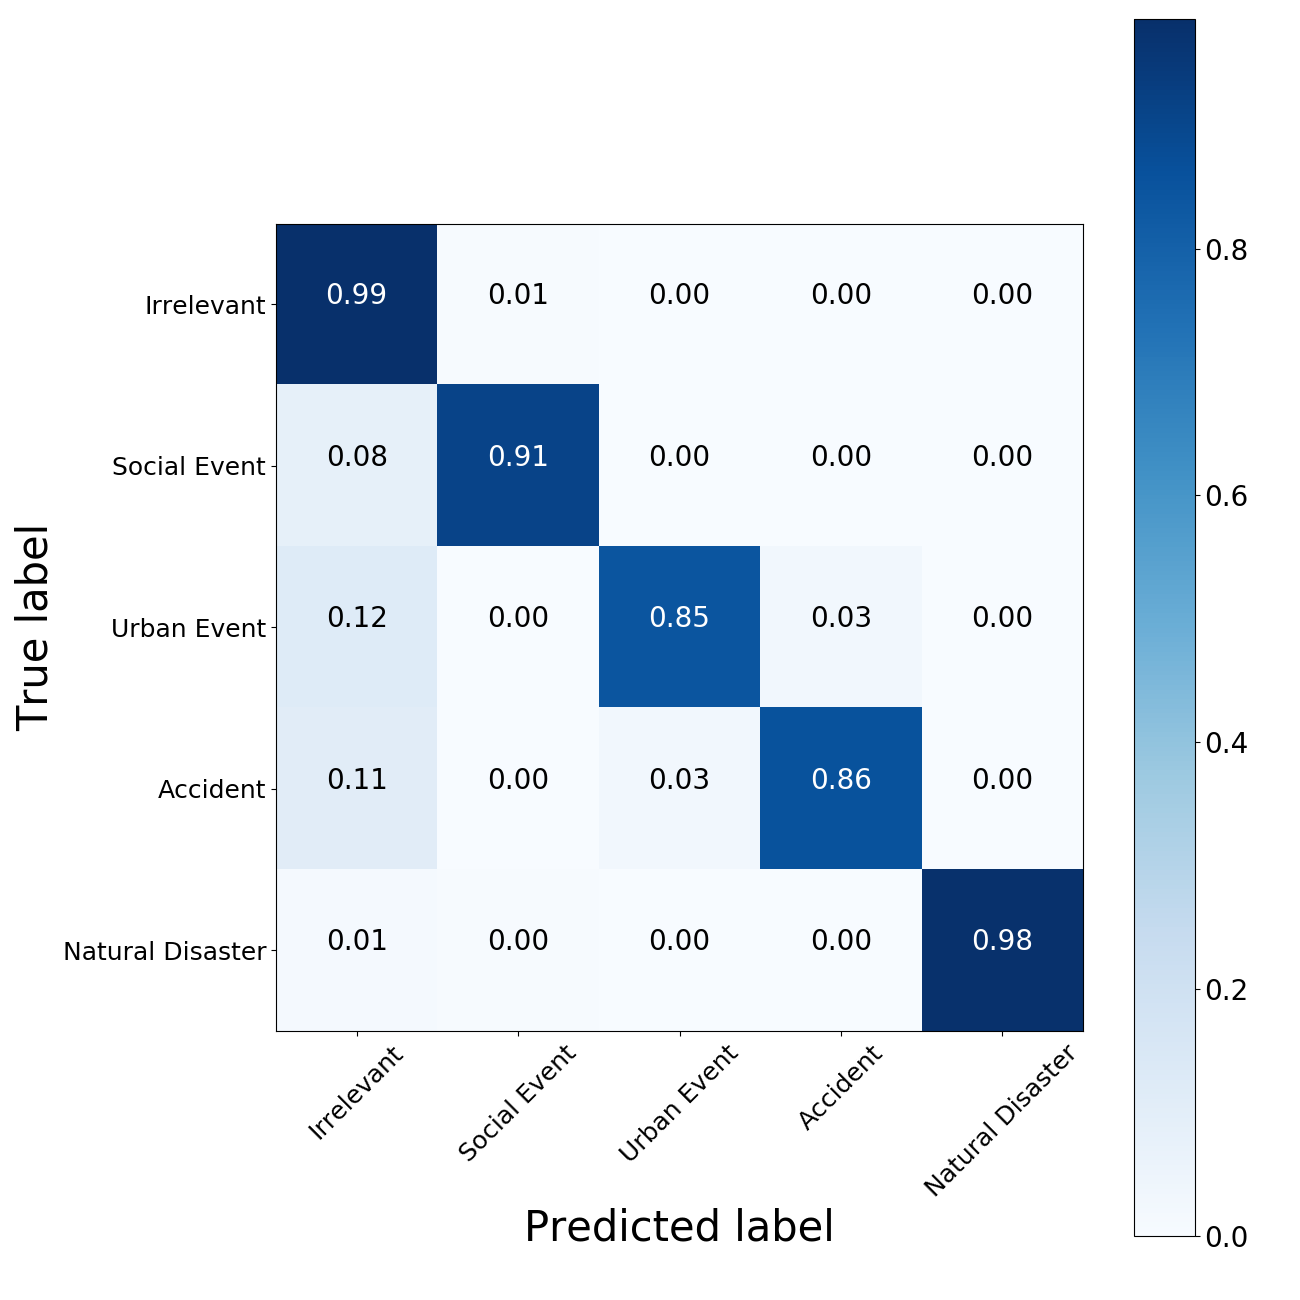 True label
Irrelevant 0.99 0.01 0.00 0.00 0.00
Social Event 0.08 0.91 0.00 0.00 0.00
Urban Event 0.12 0.00 0.85 0.03 0.00
Accident 0.11 0.00 0.03 0.86 0.00
Natural Disaster 0.01 0.00 0.00 0.00 0.98
Irrelevant Social Event Urban Event Accident Natural Disaster
Predicted label
0.8
0.6
0.4
0.2
0.0